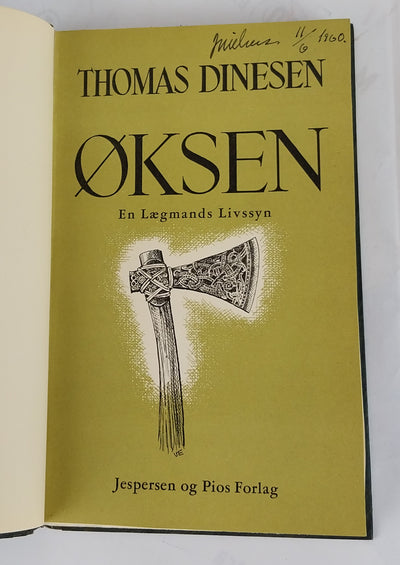 11/6 1960.
THOMAS DINESEN
ØKSEN
En Lægmands Livssyn
Jespersen og Pios Forlag